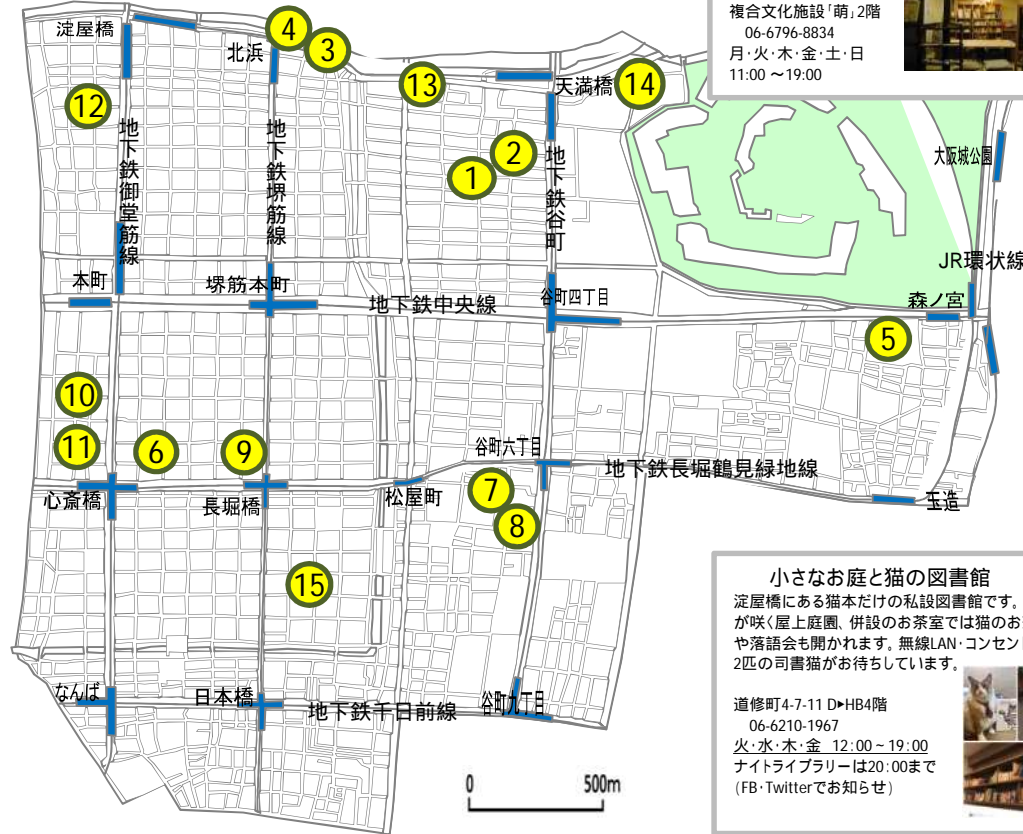 複合文化施設「萌」2階
06-6796-8834
月・火・木・金・土・日
11:00～19:00
淀屋橋
北浜
4
3
13
天満橋
14
12
地下鉄御堂筋線
地下鉄堺筋線
2
1
地下鉄谷町
大阪城公園
JR環状線
本町
堺筋本町
地下鉄中央線
谷町四丁目
森ノ宮
5
10
11
6
9
谷町六丁目
地下鉄長堀鶴見緑地線
心斎橋
長堀橋
松屋町
7
玉造
8
15
なんば
日本橋
地下鉄千日前線
谷町九丁目
0
500m
小さなお庭と猫の図書館
淀屋橋にある猫本だけの私設図書館です。
が咲く屋上庭園、併設のお茶室では猫のお
や落語会も開かれます。無線LAN・コンセン
2匹の司書猫がお待ちしています。
道修町4-7-11 D▶HB4階
06-6210-1967
火・水・木・金 12:00～19:00
ナイトライブラリーは20:00まで
(FB・Twitterでお知らせ)